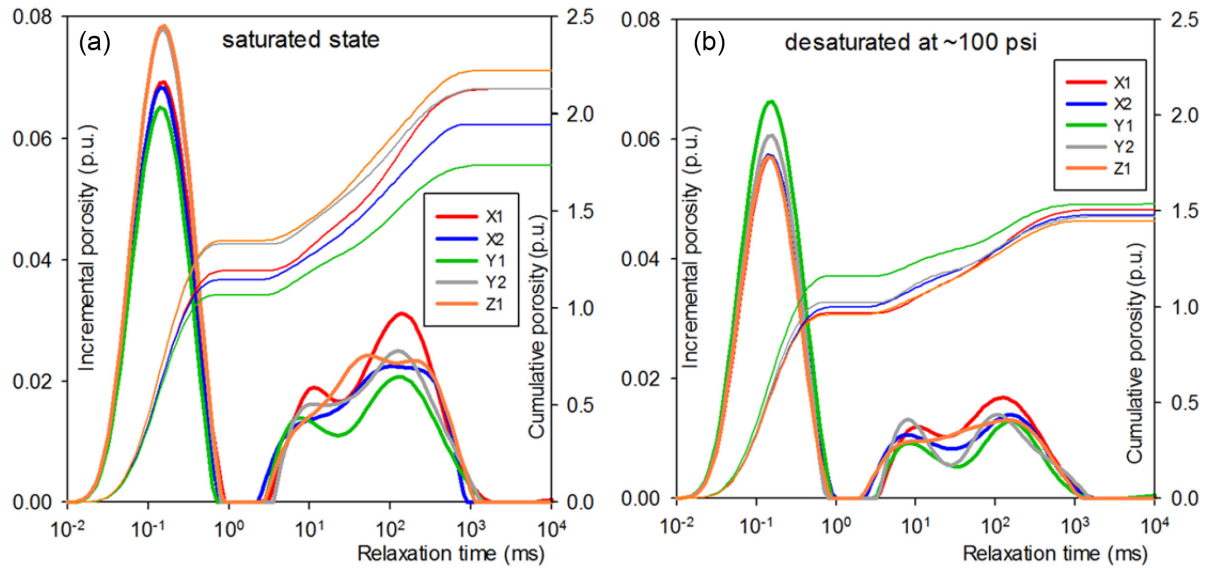 (a)
saturated state
0.08
0.06
0.04
0.02
0.00
Incremental porosity (p.u.)
2.5
2.0
1.5
1.0
0.5
0.0
Cumulative porosity (p.u.)
X1
X2
Y1
Y2
Z1
10-2
10-1
100
101
102
103
104
Relaxation time (ms)
(b)
desaturated at ~100 psi
0.08
0.06
0.04
0.02
0.00
Incremental porosity (p.u.)
2.5
2.0
1.5
1.0
0.5
0.0
Cumulative porosity (p.u.)
X1
X2
Y1
Y2
Z1
10-2
10-1
100
101
102
103
104
Relaxation time (ms)